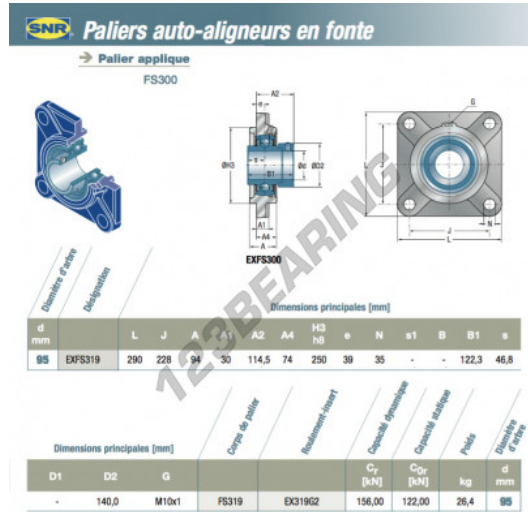 SNR Paliers auto-aligneurs en fonte
Palier applique
FS300
A2
e
G
s
ØH3
Ød
ØD2
B1
L
J
A1
A4
A
N
J
L
EXFS300
123BEARING
Diamètre d'arbre
Désignation
Dimensions principales [mm]
d mm L J A A1 A2 A4 H3 h8 e N s1 B B1 s
95 EXFS319 290 228 94 30 114,5 74 250 39 35 - - 122,3 46,8
Dimensions principales [mm]
Corps de palier
Roulement-insert
Capacité dynamique
Capacité statique
Poids
Diamètre d'arbre
D1 D2 G Cr [kN] C0r [kN] kg d mm
- 140,0 M10x1 FS319 EX319G2 156,00 122,00 26,4 95